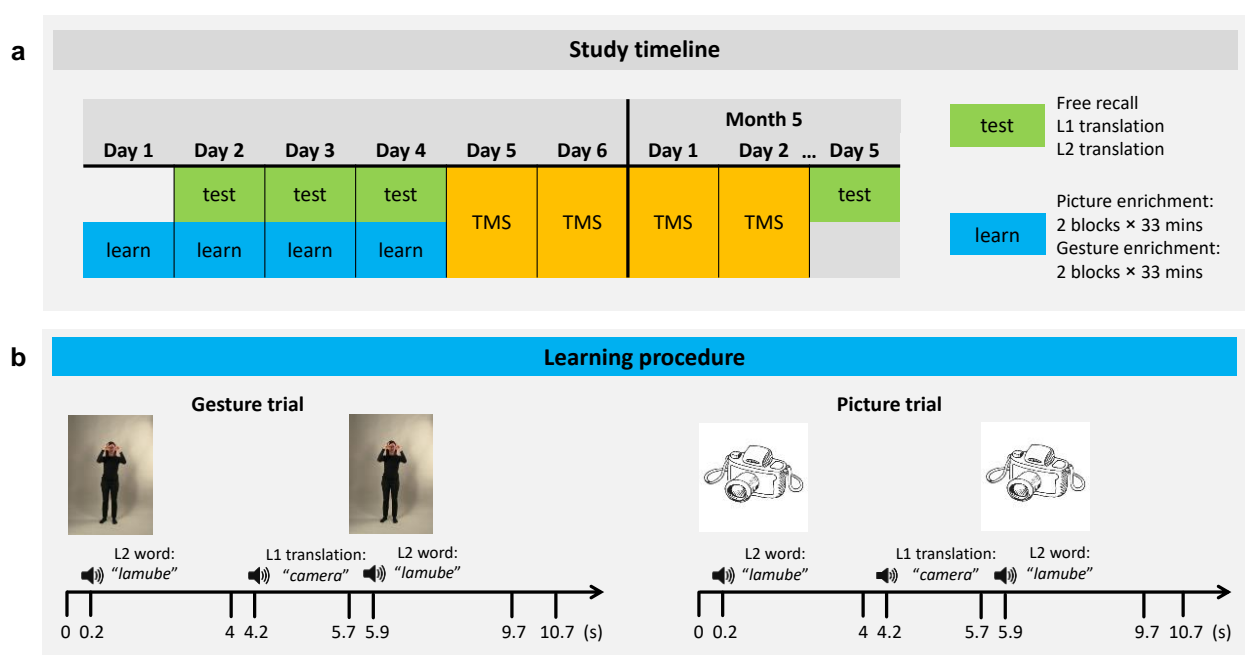 a
Study timeline
Month 5
Day 1 Day 2 Day 3 Day 4 Day 5 Day 6 Day 1 Day 2 ... Day 5
test test test TMS TMS TMS TMS test
learn learn learn learn
test
Free recall
L1 translation
L2 translation
learn
Picture enrichment:
2 blocks × 33 mins
Gesture enrichment:
2 blocks × 33 mins
b
Learning procedure
Gesture trial
L2 word:
"lamube"
L1 translation:
"camera"
L2 word:
"lamube"
0 0.2 4 4.2 5.7 5.9 9.7 10.7 (s)
Picture trial
L2 word:
"lamube"
L1 translation:
"camera"
L2 word:
"lamube"
0 0.2 4 4.2 5.7 5.9 9.7 10.7 (s)